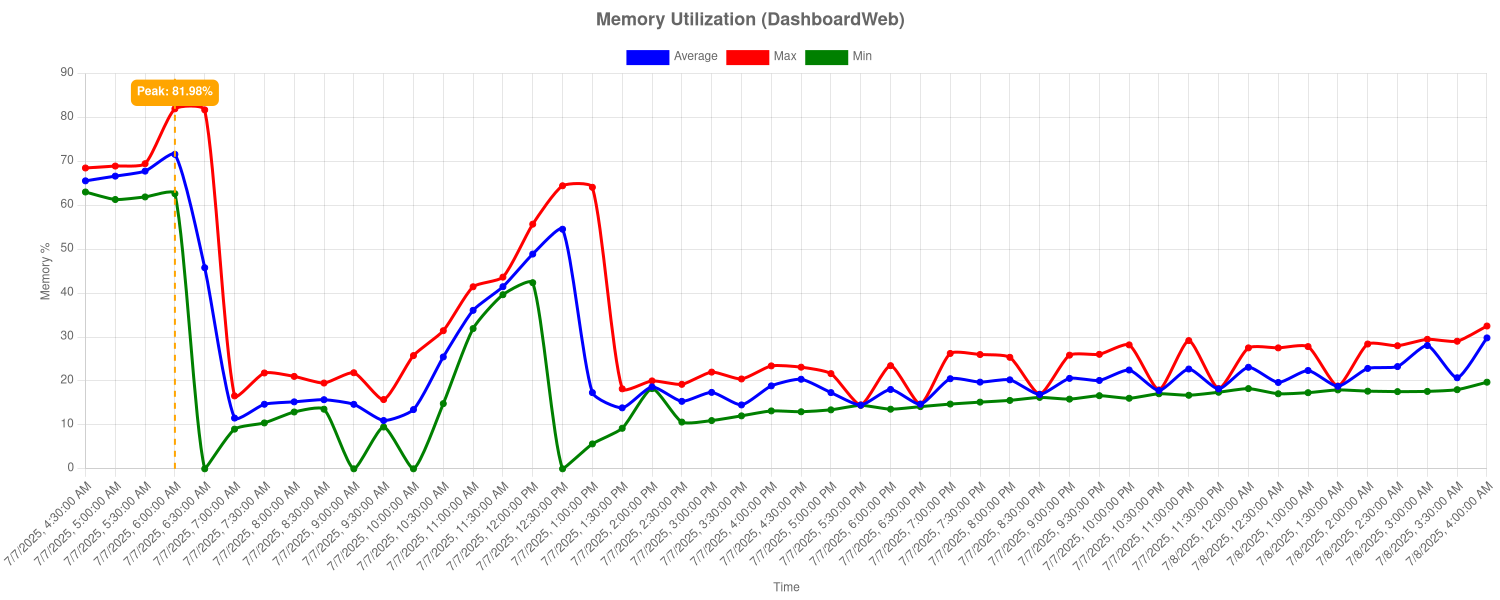 Memory Utilization (DashboardWeb)
Average Max Min
Peak: 81.98%
90
80
70
60
50
40
30
20
10
0
Memory %
7/7/2025, 4:30:00 AM
7/7/2025, 5:00:00 AM
7/7/2025, 5:30:00 AM
7/7/2025, 6:00:00 AM
7/7/2025, 6:30:00 AM
7/7/2025, 7:00:00 AM
7/7/2025, 7:30:00 AM
7/7/2025, 8:00:00 AM
7/7/2025, 8:30:00 AM
7/7/2025, 9:00:00 AM
7/7/2025, 9:30:00 AM
7/7/2025, 10:00:00 AM
7/7/2025, 10:30:00 AM
7/7/2025, 11:00:00 AM
7/7/2025, 11:30:00 AM
7/7/2025, 12:00:00 PM
7/7/2025, 12:30:00 PM
7/7/2025, 1:00:00 PM
7/7/2025, 1:30:00 PM
7/7/2025, 2:00:00 PM
7/7/2025, 2:30:00 PM
7/7/2025, 3:00:00 PM
7/7/2025, 3:30:00 PM
7/7/2025, 4:00:00 PM
7/7/2025, 4:30:00 PM
7/7/2025, 5:00:00 PM
7/7/2025, 5:30:00 PM
7/7/2025, 6:00:00 PM
7/7/2025, 6:30:00 PM
7/7/2025, 7:00:00 PM
7/7/2025, 7:30:00 PM
7/7/2025, 8:00:00 PM
7/7/2025, 8:30:00 PM
7/7/2025, 9:00:00 PM
7/7/2025, 9:30:00 PM
7/7/2025, 10:00:00 PM
7/7/2025, 10:30:00 PM
7/7/2025, 11:00:00 PM
7/7/2025, 11:30:00 PM
7/8/2025, 12:00:00 AM
7/8/2025, 12:30:00 AM
7/8/2025, 1:00:00 AM
7/8/2025, 1:30:00 AM
7/8/2025, 2:00:00 AM
7/8/2025, 2:30:00 AM
7/8/2025, 3:00:00 AM
7/8/2025, 3:30:00 AM
7/8/2025, 4:00:00 AM
Time